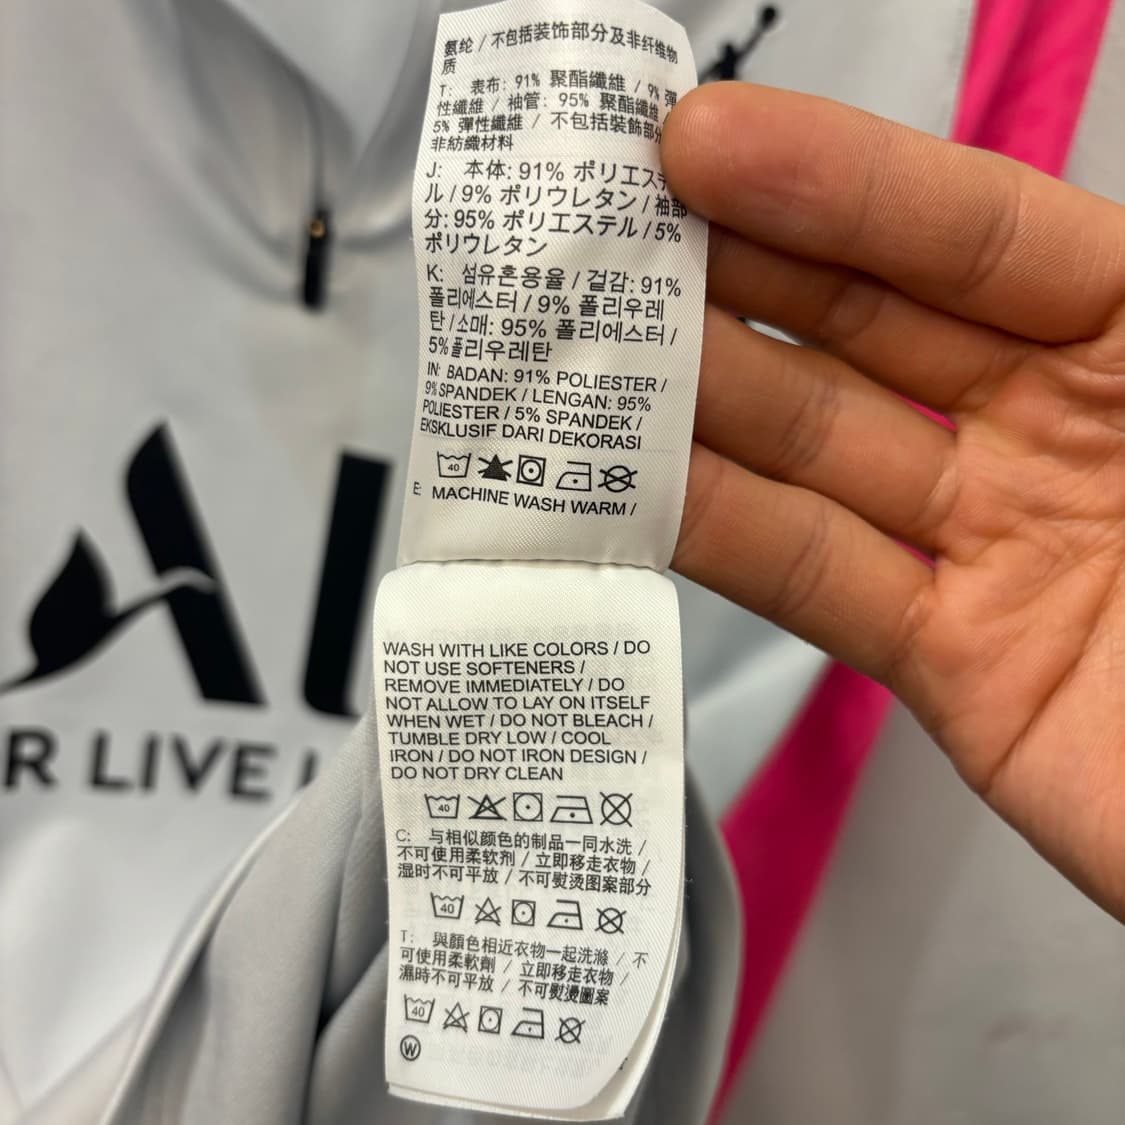 氨纶 / 不包括装饰部分及非纤维物
质
T: 表布: 91% 聚酯纖維 / 9% 彈
性纖維 / 袖管: 95% 聚酯纖維
5% 彈性纖維 / 不包括裝飾部分
非紡織材料
J: 本体: 91% ポリエステ
ル / 9% ポリウレタン / 袖部
分: 95% ポリエステル / 5%
ポリウレタン
K: 섬유혼용율 / 겉감: 91%
폴리에스터 / 9% 폴리우레
탄 / 소매: 95% 폴리에스터 /
5% 폴리우레탄
IN: BADAN: 91% POLIESTER /
9% SPANDEK / LENGAN: 95%
POLIESTER / 5% SPANDEK /
EKSKLUSIF DARI DEKORASI
40
E: MACHINE WASH WARM /
WASH WITH LIKE COLORS / DO
NOT USE SOFTENERS /
REMOVE IMMEDIATELY / DO
NOT ALLOW TO LAY ON ITSELF
WHEN WET / DO NOT BLEACH /
TUMBLE DRY LOW / COOL
IRON / DO NOT IRON DESIGN /
DO NOT DRY CLEAN
40
C: 与相似颜色的制品一同水洗 /
不可使用柔软剂 / 立即移走衣物 /
湿时不可平放 / 不可熨烫图案部分
40
T: 與顏色相近衣物一起洗滌 / 不
可使用柔軟劑 / 立即移走衣物 /
濕時不可平放 / 不可熨燙圖案
40
W
AL
R LIVE